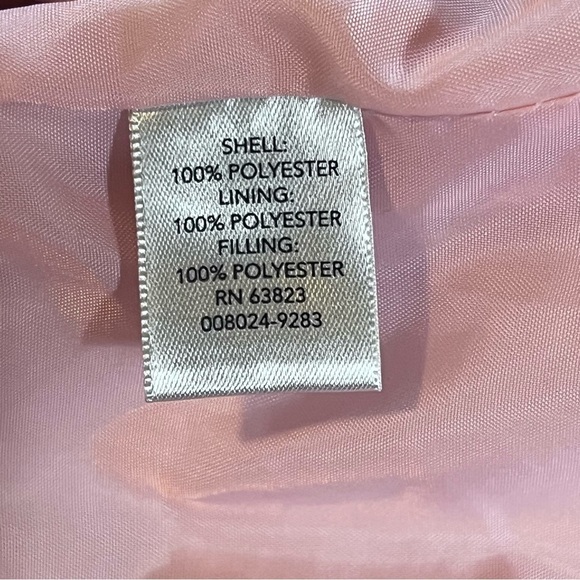 SHELL:
100% POLYESTER
LINING:
100% POLYESTER
FILLING:
100% POLYESTER
RN 63823
008024-9283